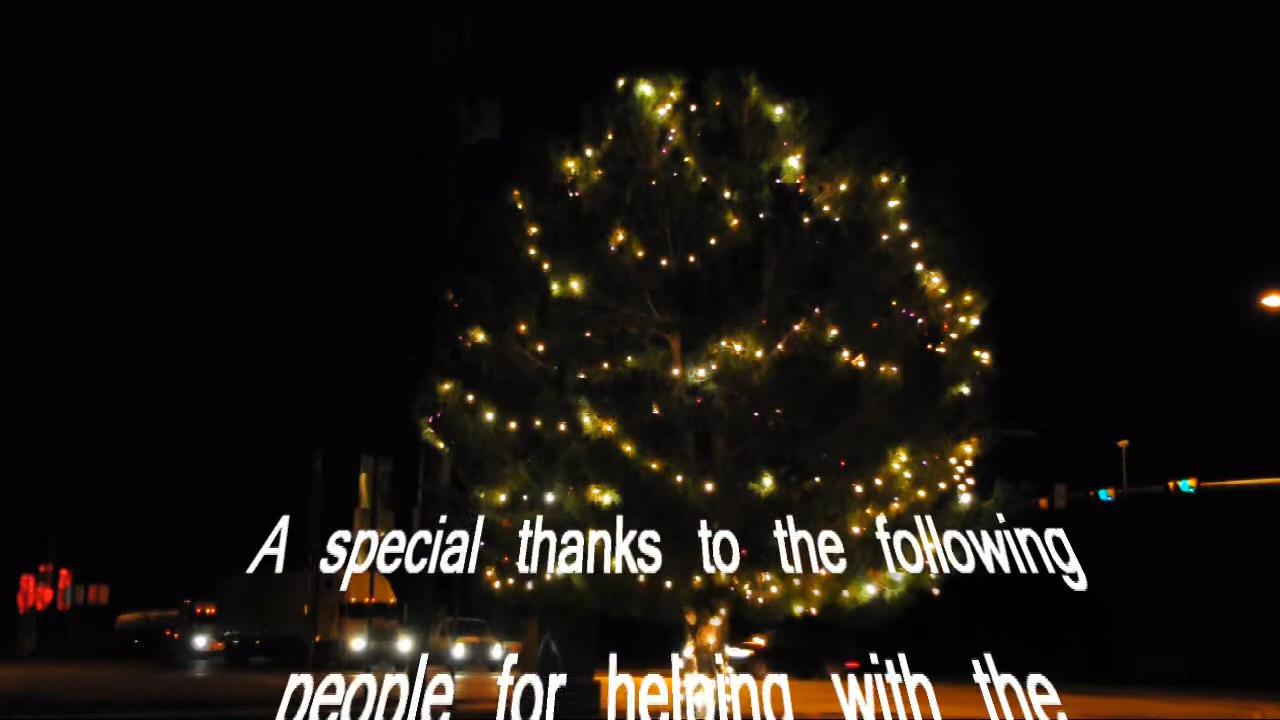 A special thanks to the following
people for helping with the